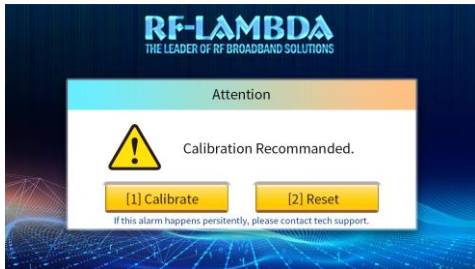 RF-LAMBDA
THE LEADER OF RF BROADBAND SOLUTIONS
Attention
Calibration Recommanded.
[1] Calibrate
[2] Reset
If this alarm happens persitently, please contact tech support.